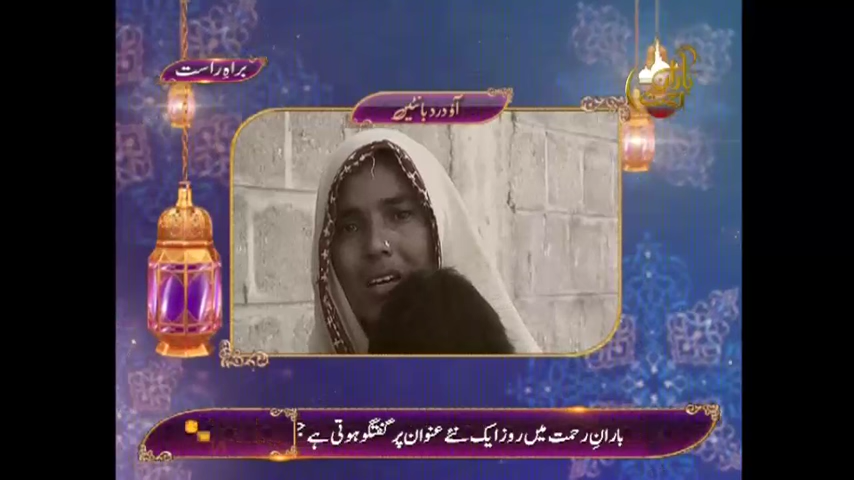 براہِ راست
آؤ درد بانٹیں
بارانِ رحمت میں روز ایک نئے عنوان پر گفتگو ہوتی ہے